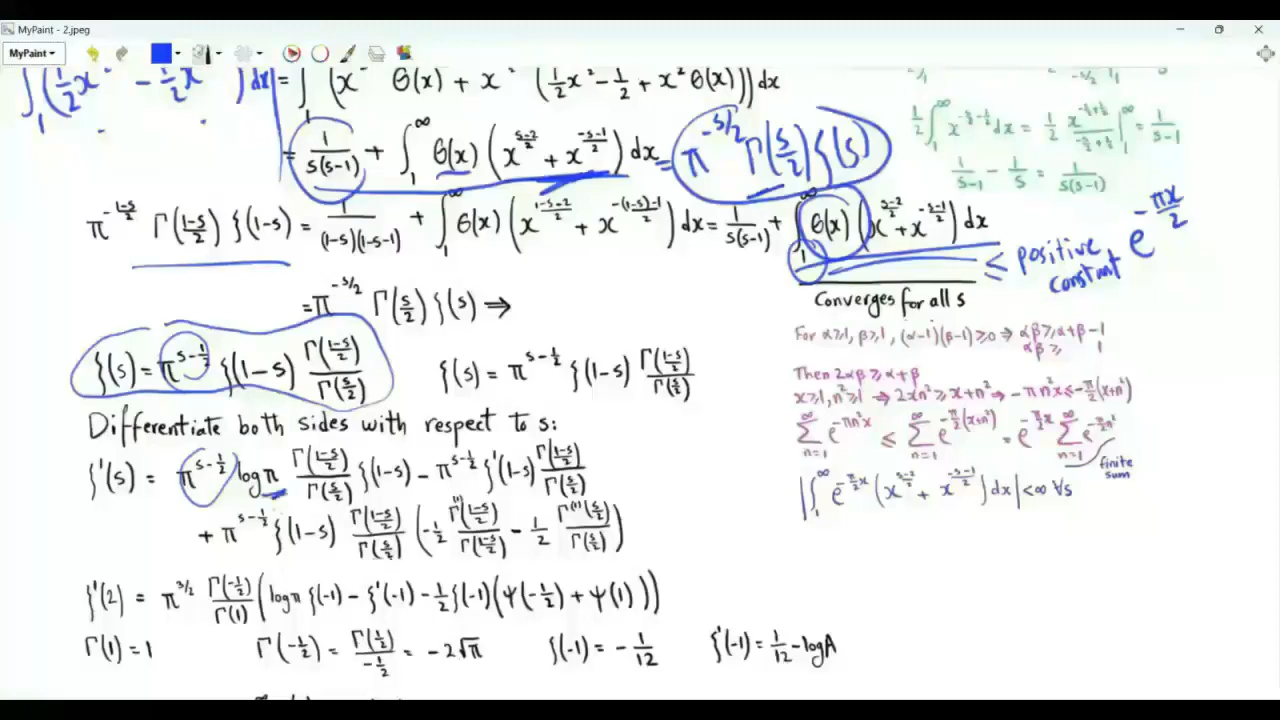 MyPaint - 2.jpeg
MyPaint
∫₁ (½x - ½x )dx = ∫₁ (x⁻ θ(x) + x (½x² - ½ + x² θ(x))) dx
= 1/(s(s-1)) + ∫₁^∞ θ(x) (x^((s-2)/2) + x^((-s-1)/2)) dx = π^(-s/2) Γ(s/2) ζ(s)
½ ∫₁^∞ x^(-s/2-½) dx = ½ x^(-s/2+½)/(-s/2+½) |₁^∞ = 1/(s-1)
1/(s-1) - 1/s = 1/(s(s-1))
π^(-(1-s)/2) Γ((1-s)/2) ζ(1-s) = 1/((1-s)(1-s-1)) + ∫₁^∞ θ(x) (x^((1-s-2)/2) + x^((-(1-s)-1)/2)) dx = 1/(s(s-1)) + ∫₁ θ(x) (x^((s-2)/2) + x^((-s-1)/2)) dx
≤ positive constant e^(-πx/2)
Converges for all s
= π^(-s/2) Γ(s/2) ζ(s) ⇒
ζ(s) = π^(s-½) ζ(1-s) Γ((1-s)/2)/Γ(s/2)
ζ(s) = π^(s-½) ζ(1-s) Γ((1-s)/2)/Γ(s/2)
Differentiate both sides with respect to s:
ζ'(s) = π^(s-½) logπ Γ((1-s)/2)/Γ(s/2) ζ(1-s) - π^(s-½) ζ'(1-s) Γ((1-s)/2)/Γ(s/2)
+ π^(s-½) ζ(1-s) Γ((1-s)/2)/Γ(s/2) (-½ Γ⁽¹⁾((1-s)/2)/Γ((1-s)/2) - ½ Γ⁽¹⁾(s/2)/Γ(s/2))
ζ'(2) = π^(3/2) Γ(-½)/Γ(1) (logπ ζ(-1) - ζ'(-1) - ½ζ(-1)(ψ(-½) + ψ(1)))
Γ(1) = 1 Γ(-½) = Γ(½)/(-½) = -2√π ζ(-1) = -1/12 ζ'(-1) = 1/12 - logA
For α≥1, β≥1, (α-1)(β-1)≥0 ⇒ αβ ≥ α+β-1
αβ ≥ 1
Then 2αβ ≥ α+β
x≥1, n²≥1 → 2xn² ≥ x+n² → -πn²x ≤ -π/2(x+n²)
∑_(n=1)^∞ e^(-πn²x) ≤ ∑_(n=1)^∞ e^(-π/2(x+n²)) = e^(-π/2 x) ∑_(n=1)^∞ e^(-π/2 n²)
finite sum
|∫₁^∞ e^(-π/2 x) (x^((s-2)/2) + x^((-s-1)/2)) dx| < ∞ ∀s